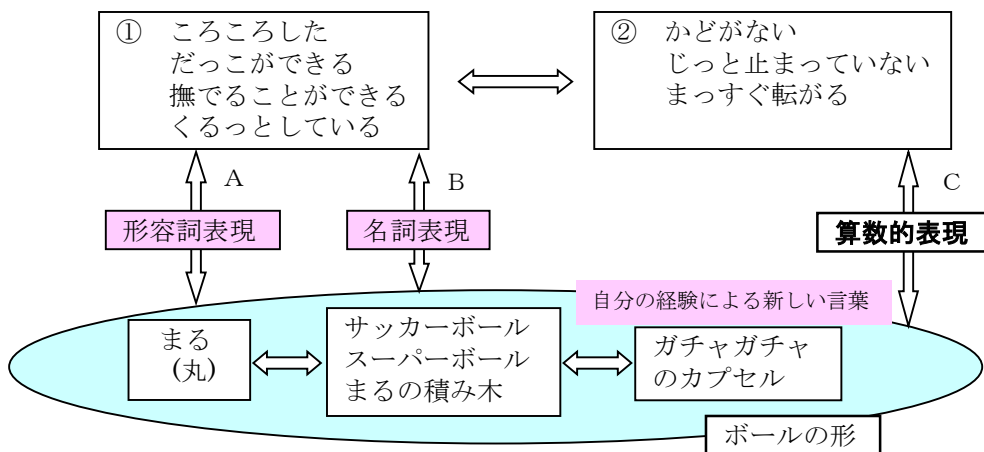 ① ころころした
だっこができる
撫でることができる
くるっとしている
② かどがない
じっと止まっていない
まっすぐ転がる
A
B
C
形容詞表現
名詞表現
算数的表現
自分の経験による新しい言葉
まる
(丸)
サッカーボール
スーパーボール
まるの積み木
ガチャガチャ
のカプセル
ボールの形